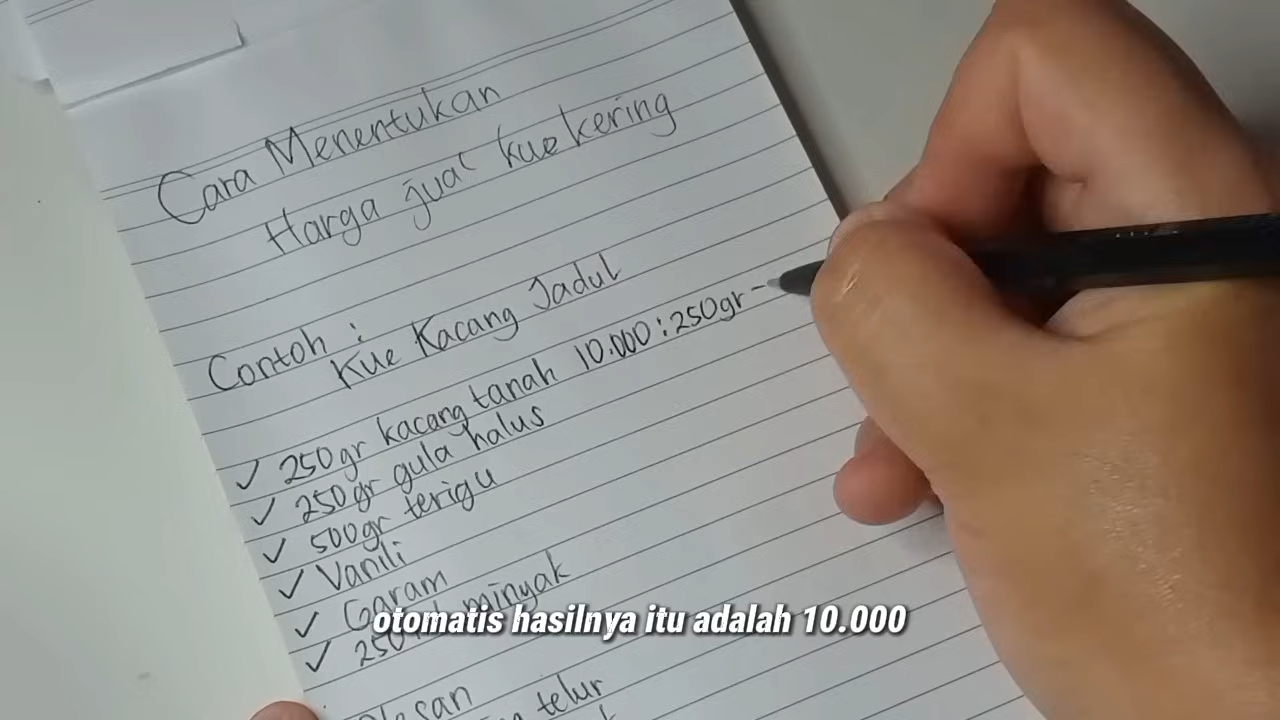 Cara Menentukan
Harga jual kue kering
Contoh :
Kue Kacang Jadul
✓ 250gr kacang tanah 10.000 : 250gr -
✓ 250gr gula halus
✓ 500gr terigu
✓ Vanili
✓ Garam
✓ 250 minyak
otomatis hasilnya itu adalah 10.000
telur